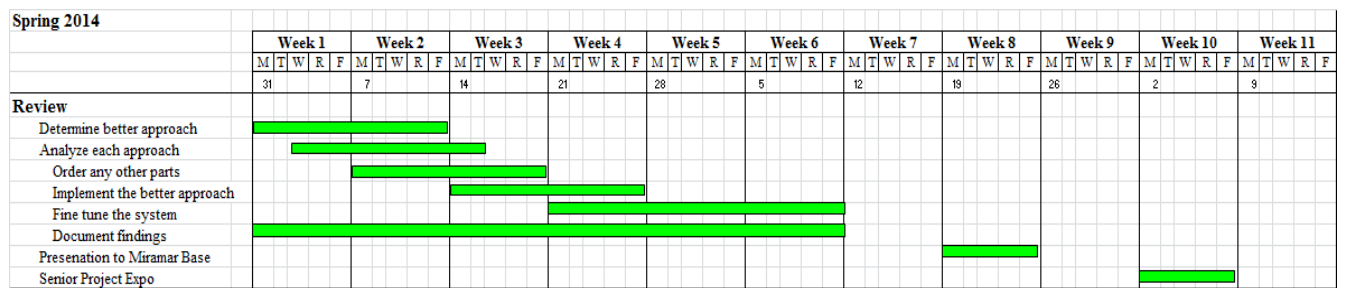 Spring 2014
Week 1 Week 2 Week 3 Week 4 Week 5 Week 6 Week 7 Week 8 Week 9 Week 10 Week 11
M T W R F M T W R F M T W R F M T W R F M T W R F M T W R F M T W R F M T W R F M T W R F M T W R F M T W R F
31 7 14 21 28 5 12 19 26 2 9
Review
Determine better approach
Analyze each approach
Order any other parts
Implement the better approach
Fine tune the system
Document findings
Presenation to Miramar Base
Senior Project Expo